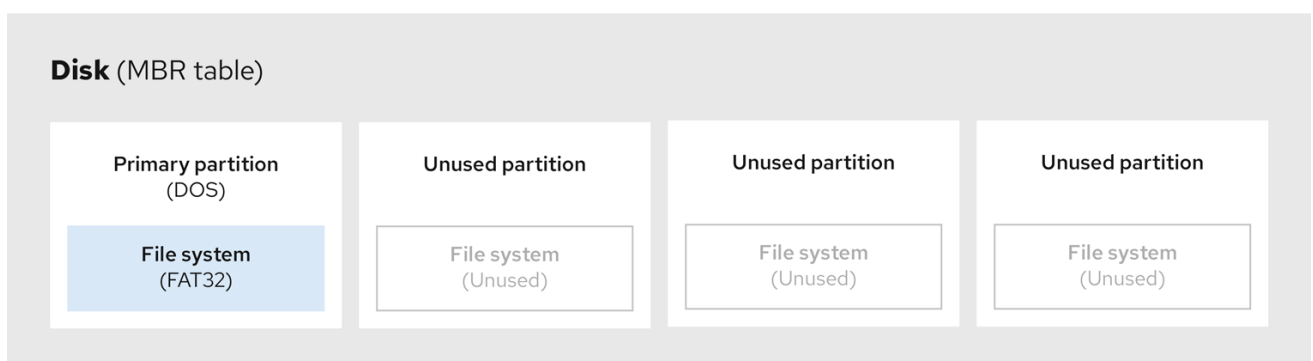 Disk (MBR table)
Primary partition
(DOS)
File system
(FAT32)
Unused partition
File system
(Unused)
Unused partition
File system
(Unused)
Unused partition
File system
(Unused)